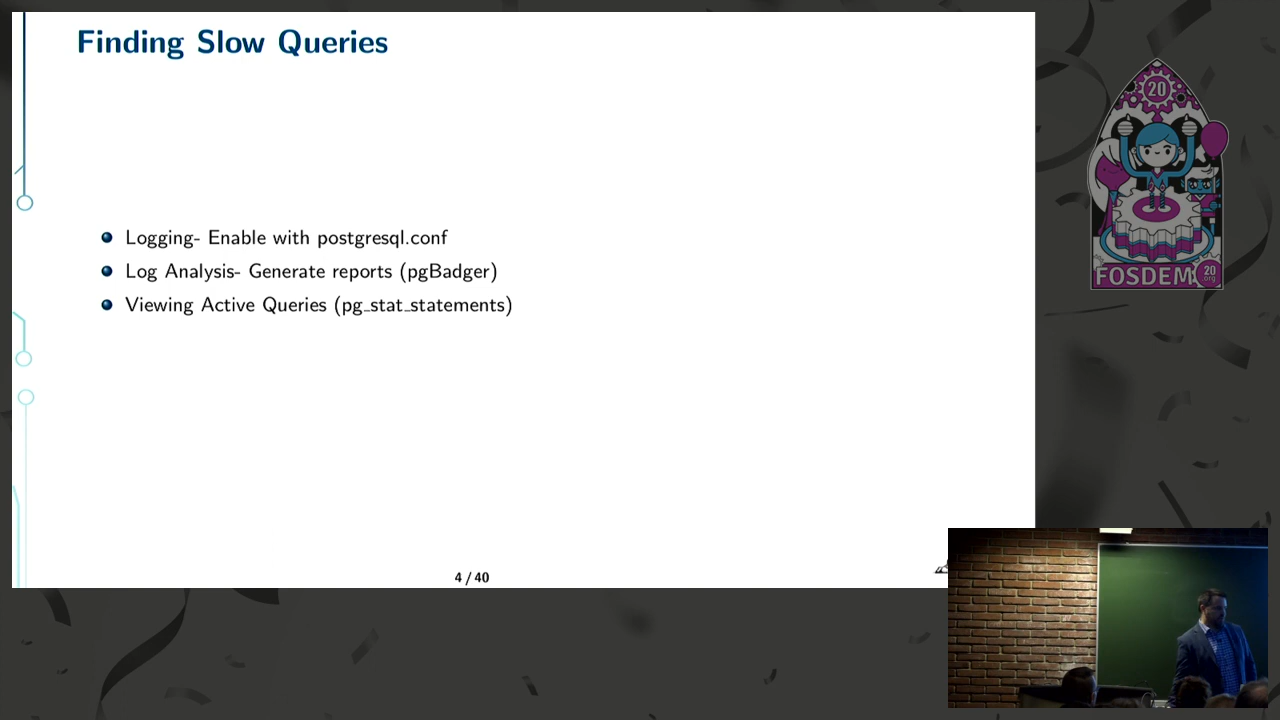 Finding Slow Queries
Logging- Enable with postgresql.conf
Log Analysis- Generate reports (pgBadger)
Viewing Active Queries (pg_stat_statements)
4 / 40
20
FOSDEM
20
.org